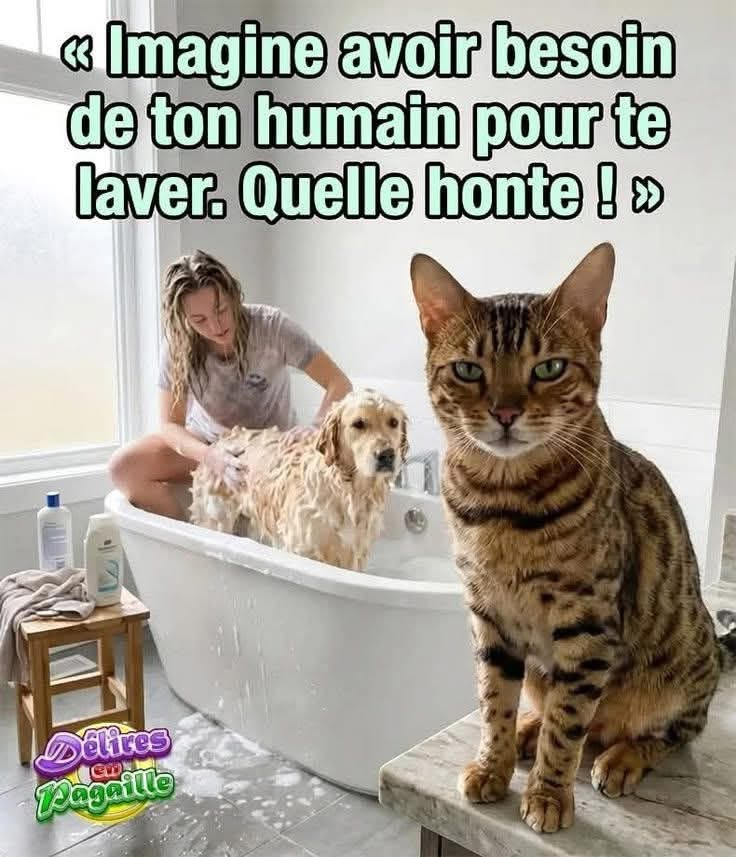 « Imagine avoir besoin
de ton humain pour te
laver. Quelle honte ! »
Délires
en
Pagaille